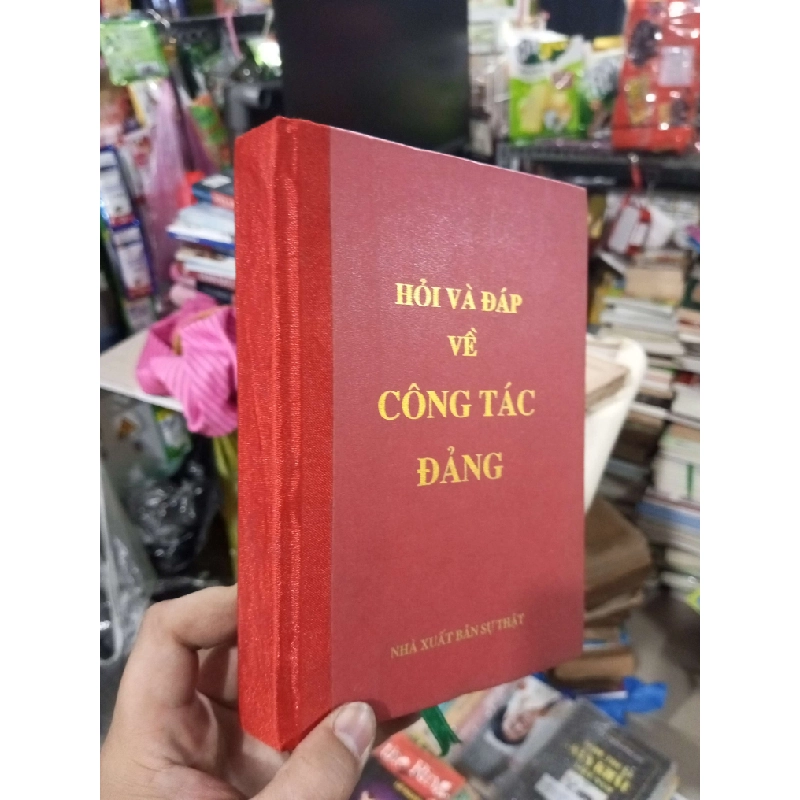 HỎI VÀ ĐÁP
VỀ
CÔNG TÁC
ĐẢNG
NHÀ XUẤT BẢN SỰ THẬT